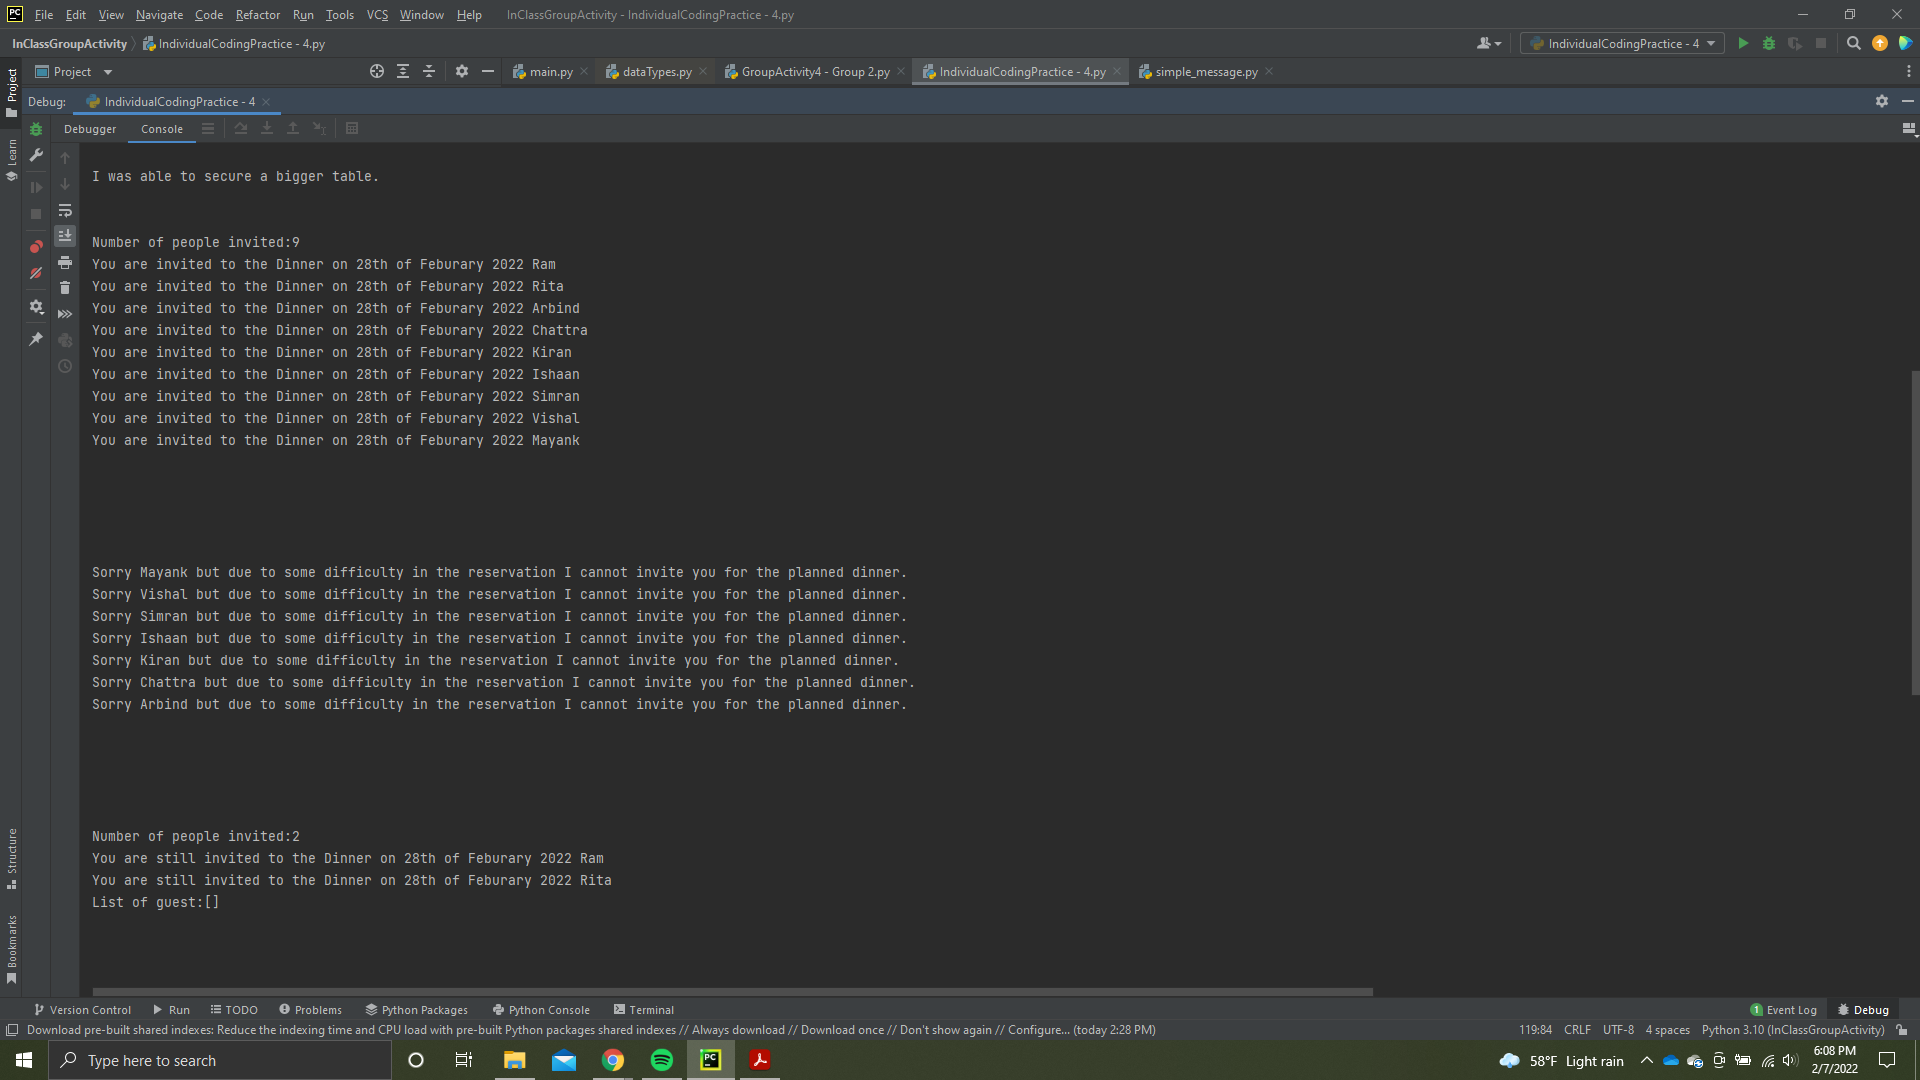 PC File Edit View Navigate Code Refactor Run Tools VCS Window Help InClassGroupActivity - IndividualCodingPractice - 4.py
InClassGroupActivity IndividualCodingPractice - 4.py IndividualCodingPractice - 4
Project main.py dataTypes.py GroupActivity4 - Group 2.py IndividualCodingPractice - 4.py simple_message.py
Project
Debug: IndividualCodingPractice - 4
Debugger Console
Learn
I was able to secure a bigger table.
Number of people invited:9
You are invited to the Dinner on 28th of Feburary 2022 Ram
You are invited to the Dinner on 28th of Feburary 2022 Rita
You are invited to the Dinner on 28th of Feburary 2022 Arbind
You are invited to the Dinner on 28th of Feburary 2022 Chattra
You are invited to the Dinner on 28th of Feburary 2022 Kiran
You are invited to the Dinner on 28th of Feburary 2022 Ishaan
You are invited to the Dinner on 28th of Feburary 2022 Simran
You are invited to the Dinner on 28th of Feburary 2022 Vishal
You are invited to the Dinner on 28th of Feburary 2022 Mayank
Sorry Mayank but due to some difficulty in the reservation I cannot invite you for the planned dinner.
Sorry Vishal but due to some difficulty in the reservation I cannot invite you for the planned dinner.
Sorry Simran but due to some difficulty in the reservation I cannot invite you for the planned dinner.
Sorry Ishaan but due to some difficulty in the reservation I cannot invite you for the planned dinner.
Sorry Kiran but due to some difficulty in the reservation I cannot invite you for the planned dinner.
Sorry Chattra but due to some difficulty in the reservation I cannot invite you for the planned dinner.
Sorry Arbind but due to some difficulty in the reservation I cannot invite you for the planned dinner.
Number of people invited:2
You are still invited to the Dinner on 28th of Feburary 2022 Ram
You are still invited to the Dinner on 28th of Feburary 2022 Rita
List of guest:[]
Structure
Bookmarks
Version Control Run TODO Problems Python Packages Python Console Terminal 1 Event Log Debug
Download pre-built shared indexes: Reduce the indexing time and CPU load with pre-built Python packages shared indexes // Always download // Download once // Don't show again // Configure... (today 2:28 PM) 119:84 CRLF UTF-8 4 spaces Python 3.10 (InClassGroupActivity)
Type here to search PC 58°F Light rain 6:08 PM
2/7/2022